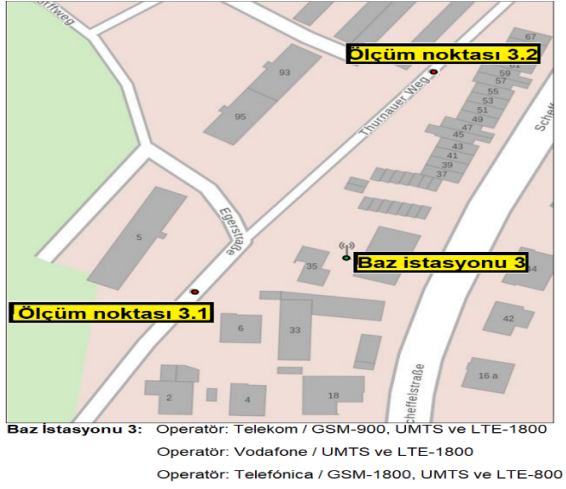 67
Ölçüm noktası 3.2
61
59
57
55
53
51
49
47
45
43
41
39
37
93
95
Thurnauer Weg
Egerstraße
5
35
Baz istasyonu 3
Ölçüm noktası 3.1
6
33
42
16 a
2
4
18
Baz İstasyonu 3: Operatör: Telekom / GSM-900, UMTS ve LTE-1800
Operatör: Vodafone / UMTS ve LTE-1800
Operatör: Telefónica / GSM-1800, UMTS ve LTE-800